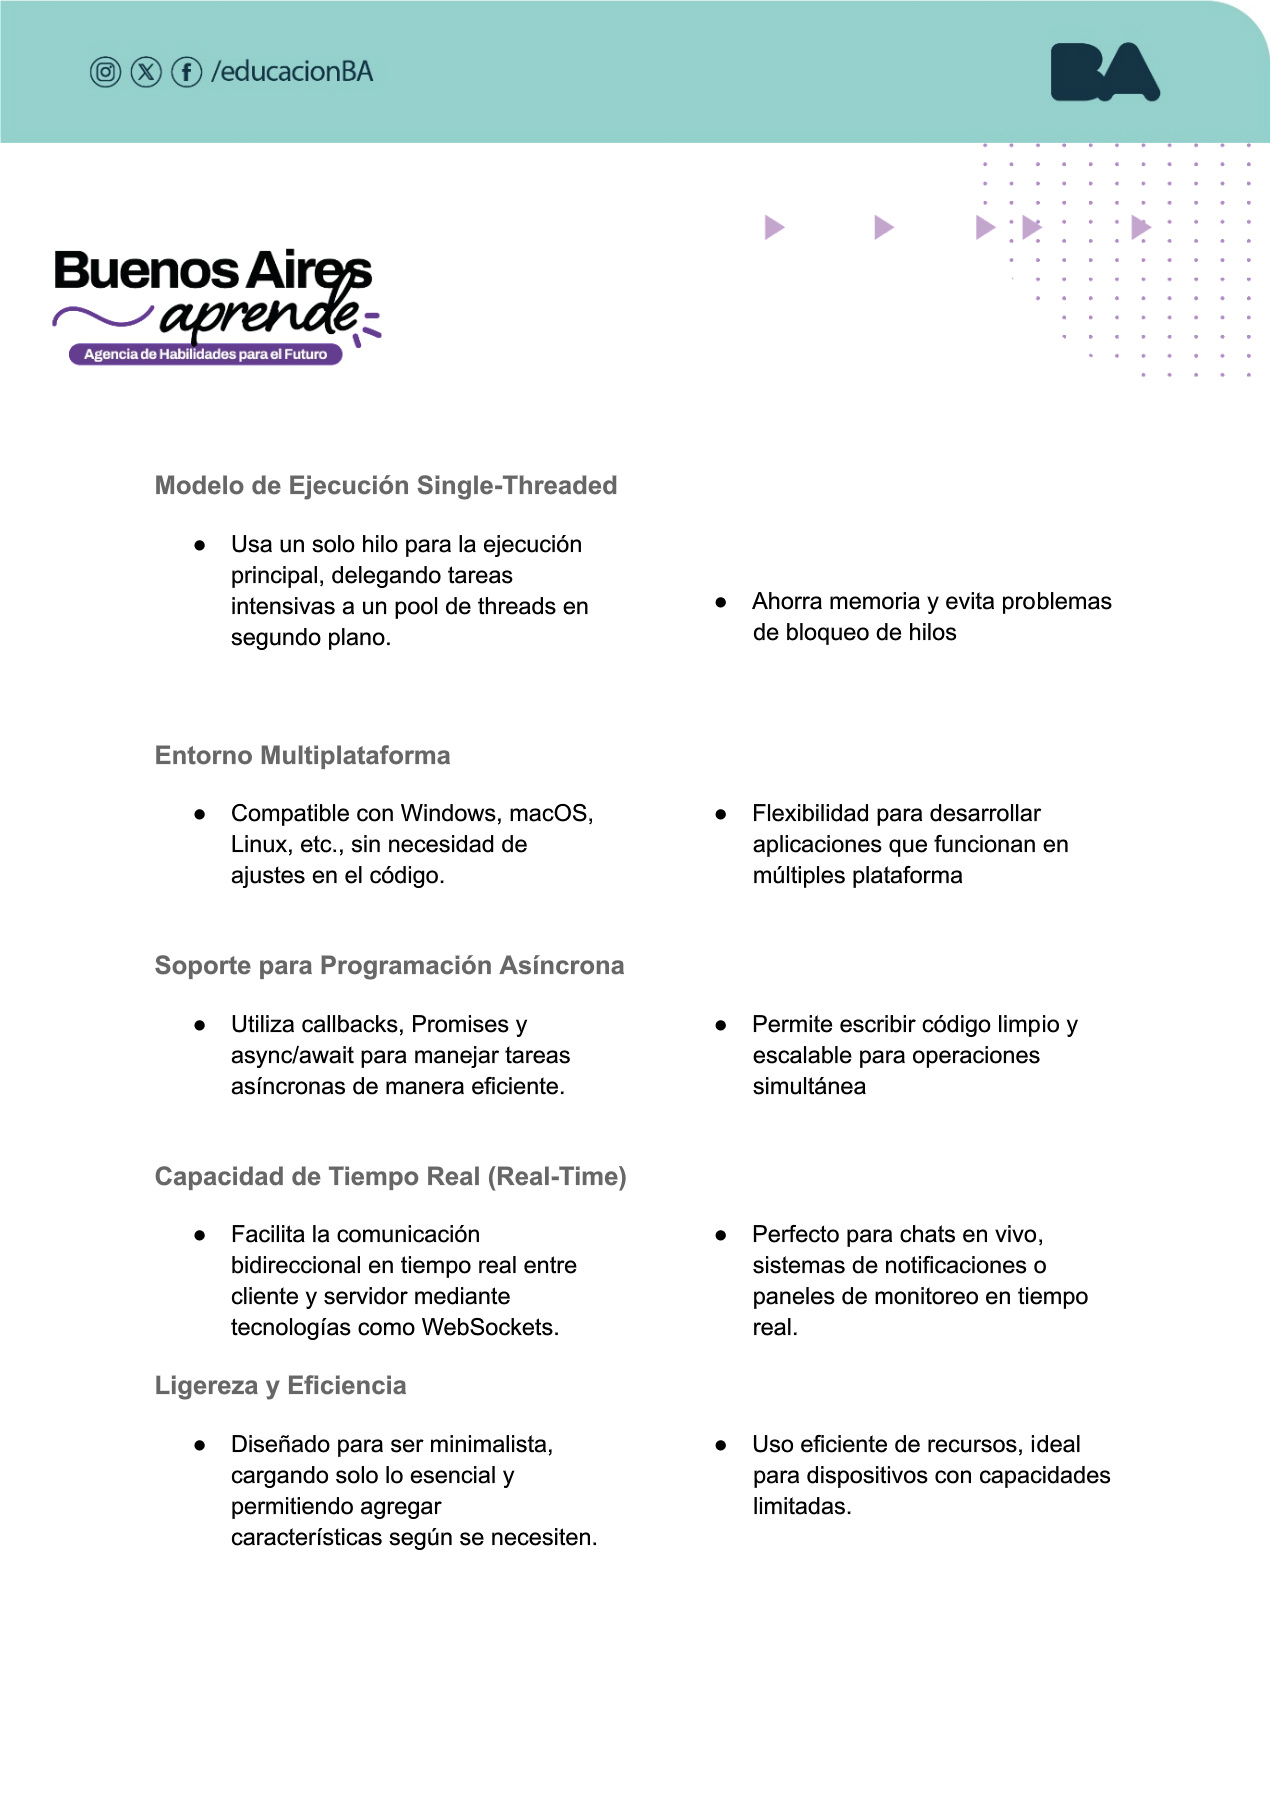 /educacionBA
BA
Buenos Aires
aprende
Agencia de Habilidades para el Futuro
Modelo de Ejecución Single-Threaded
● Usa un solo hilo para la ejecución
principal, delegando tareas
intensivas a un pool de threads en
segundo plano.
● Ahorra memoria y evita problemas
de bloqueo de hilos
Entorno Multiplataforma
● Compatible con Windows, macOS,
Linux, etc., sin necesidad de
ajustes en el código.
● Flexibilidad para desarrollar
aplicaciones que funcionan en
múltiples plataforma
Soporte para Programación Asíncrona
● Utiliza callbacks, Promises y
async/await para manejar tareas
asíncronas de manera eficiente.
● Permite escribir código limpio y
escalable para operaciones
simultánea
Capacidad de Tiempo Real (Real-Time)
● Facilita la comunicación
bidireccional en tiempo real entre
cliente y servidor mediante
tecnologías como WebSockets.
● Perfecto para chats en vivo,
sistemas de notificaciones o
paneles de monitoreo en tiempo
real.
Ligereza y Eficiencia
● Diseñado para ser minimalista,
cargando solo lo esencial y
permitiendo agregar
características según se necesiten.
● Uso eficiente de recursos, ideal
para dispositivos con capacidades
limitadas.